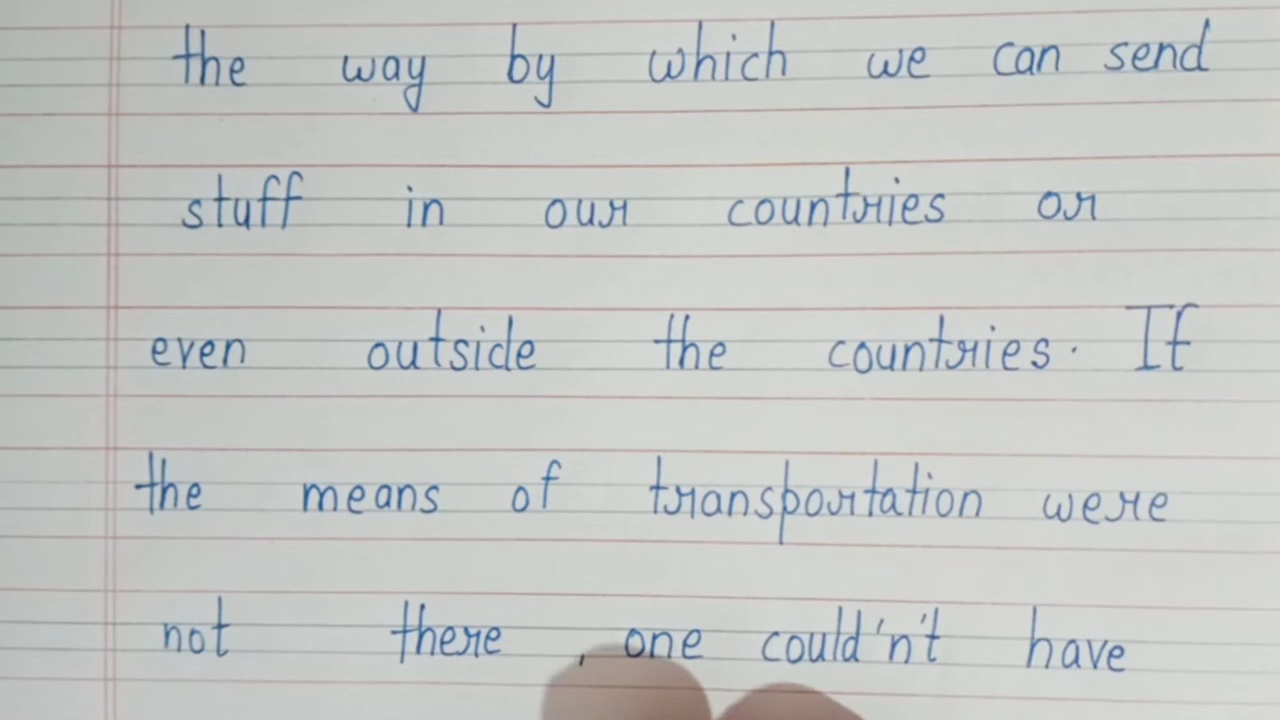 the way by which we can send
stuff in our countries or
even outside the countries. If
the means of transportation were
not there , one could'n't have